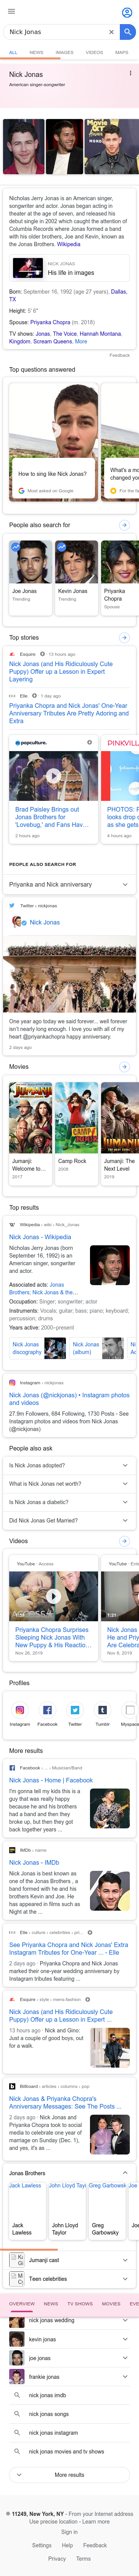 Nick Jonas
ALL NEWS IMAGES VIDEOS MAPS
Nick Jonas
American singer-songwriter
Nicholas Jerry Jonas is an American singer, songwriter and actor. Jonas began acting in theater at the age of seven, and released his debut single in 2002 which caught the attention of Columbia Records where Jonas formed a band with his older brothers, Joe and Kevin, known as the Jonas Brothers. Wikipedia
NICK JONAS
His life in images
Born: September 16, 1992 (age 27 years), Dallas, TX
Height: 5′ 6″
Spouse: Priyanka Chopra (m. 2018)
TV shows: Jonas, The Voice, Hannah Montana, Kingdom, Scream Queens, More
Feedback
Top questions answered
How to sing like Nick Jonas?
Most asked on Google
What's a mo
changed you
For the fa
People also search for
Joe Jonas
Trending
Kevin Jonas
Trending
Priyanka Chopra
Spouse
Top stories
Esquire 13 hours ago
Nick Jonas (and His Ridiculously Cute Puppy) Offer up a Lesson in Expert Layering
Elle 1 day ago
Priyanka Chopra and Nick Jonas' One-Year Anniversary Tributes Are Pretty Adoring and Extra
popculture.
Brad Paisley Brings out Jonas Brothers for 'Lovebug,' and Fans Hav…
2 hours ago
PINKVILL
PHOTOS: P
looks drop d
as she gets
4 hours ago
PEOPLE ALSO SEARCH FOR
Priyanka and Nick anniversary
Twitter › nickjonas
Nick Jonas
One year ago today we said forever... well forever isn't nearly long enough. I love you with all of my heart @priyankachopra happy anniversary.
2 days ago
Movies
Jumanji: Welcome to…
2017
Camp Rock
2008
Jumanji: The Next Level
2019
Top results
Wikipedia › wiki › Nick_Jonas
Nick Jonas - Wikipedia
Nicholas Jerry Jonas (born September 16, 1992) is an American singer, songwriter and actor.
Associated acts: Jonas Brothers, Nick Jonas & the…
Occupation: Singer; songwriter; actor
Instruments: Vocals; guitar; bass; piano; keyboard; percussion; drums
Years active: 2000–present
Nick Jonas discography
Nick Jonas (album)
Instagram › nickjonas
Nick Jonas (@nickjonas) • Instagram photos and videos
27.9m Followers, 684 Following, 1730 Posts - See Instagram photos and videos from Nick Jonas (@nickjonas)
People also ask
Is Nick Jonas adopted?
What is Nick Jonas net worth?
Is Nick Jonas a diabetic?
Did Nick Jonas Get Married?
Videos
YouTube · Access
Priyanka Chopra Surprises Sleeping Nick Jonas With New Puppy & His Reactio…
Nov 26, 2019
YouTube · Ent
1:21
Nick Jonas
He and Priy
Are Celebra
Nov 8, 2019
Profiles
Instagram Facebook Twitter Tumblr Myspace
More results
Facebook › ... › Musician/Band
Nick Jonas - Home | Facebook
I'm gonna tell my kids this is a puppy (that was way back before he and his brothers wrote a album and a band and then they broke up, but then they got back together years ...
IMDb › name
Nick Jonas - IMDb
Nick Jonas is best known as one of the Jonas Brothers , a band he formed with he and his brothers Kevin and Joe. He has appeared in films such as Night at the…
Elle › culture › celebrities › pri...
See Priyanka Chopra and Nick Jonas' Extra Instagram Tributes for One-Year ... - Elle
2 days ago · Priyanka Chopra and Nick Jonas marked their one-year wedding anniversary by Instagram tributes featuring...
Esquire › style › mens-fashion
Nick Jonas (and His Ridiculously Cute Puppy) Offer up a Lesson in Expert ...
13 hours ago · Nick and Gino: Just a couple of good boys, out for a walk.
Billboard › articles › columns › pop
Nick Jonas & Priyanka Chopra's Anniversary Messages: See The Posts ...
2 days ago · Nick Jonas and Priyanka Chopra took to social media to celebrate over one year of marriage on Sunday (Dec. 1), and yes, it's as ...
Jonas Brothers
Jack Lawless
John Lloyd Taylor
Greg Garbowsky
Jumanji cast
Teen celebrities
OVERVIEW NEWS TV SHOWS MOVIES EVE
nick jonas wedding
kevin jonas
joe jonas
frankie jonas
nick jonas imdb
nick jonas songs
nick jonas instagram
nick jonas movies and tv shows
More results
11249, New York, NY - From your Internet address
Use precise location - Learn more
Sign in
Settings Help Feedback
Privacy Terms